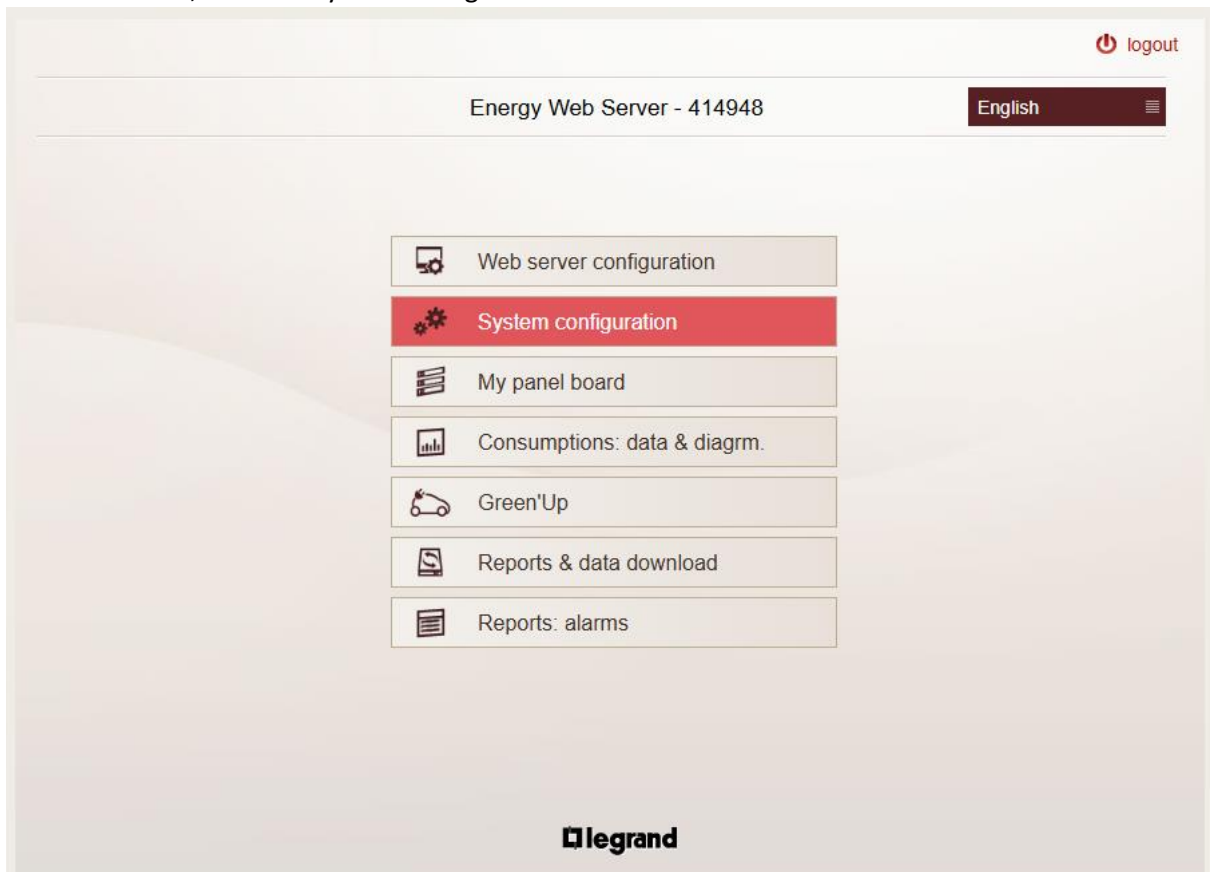 logout
Energy Web Server - 414948
English
Web server configuration
System configuration
My panel board
Consumptions: data & diagrm.
Green'Up
Reports & data download
Reports: alarms
legrand